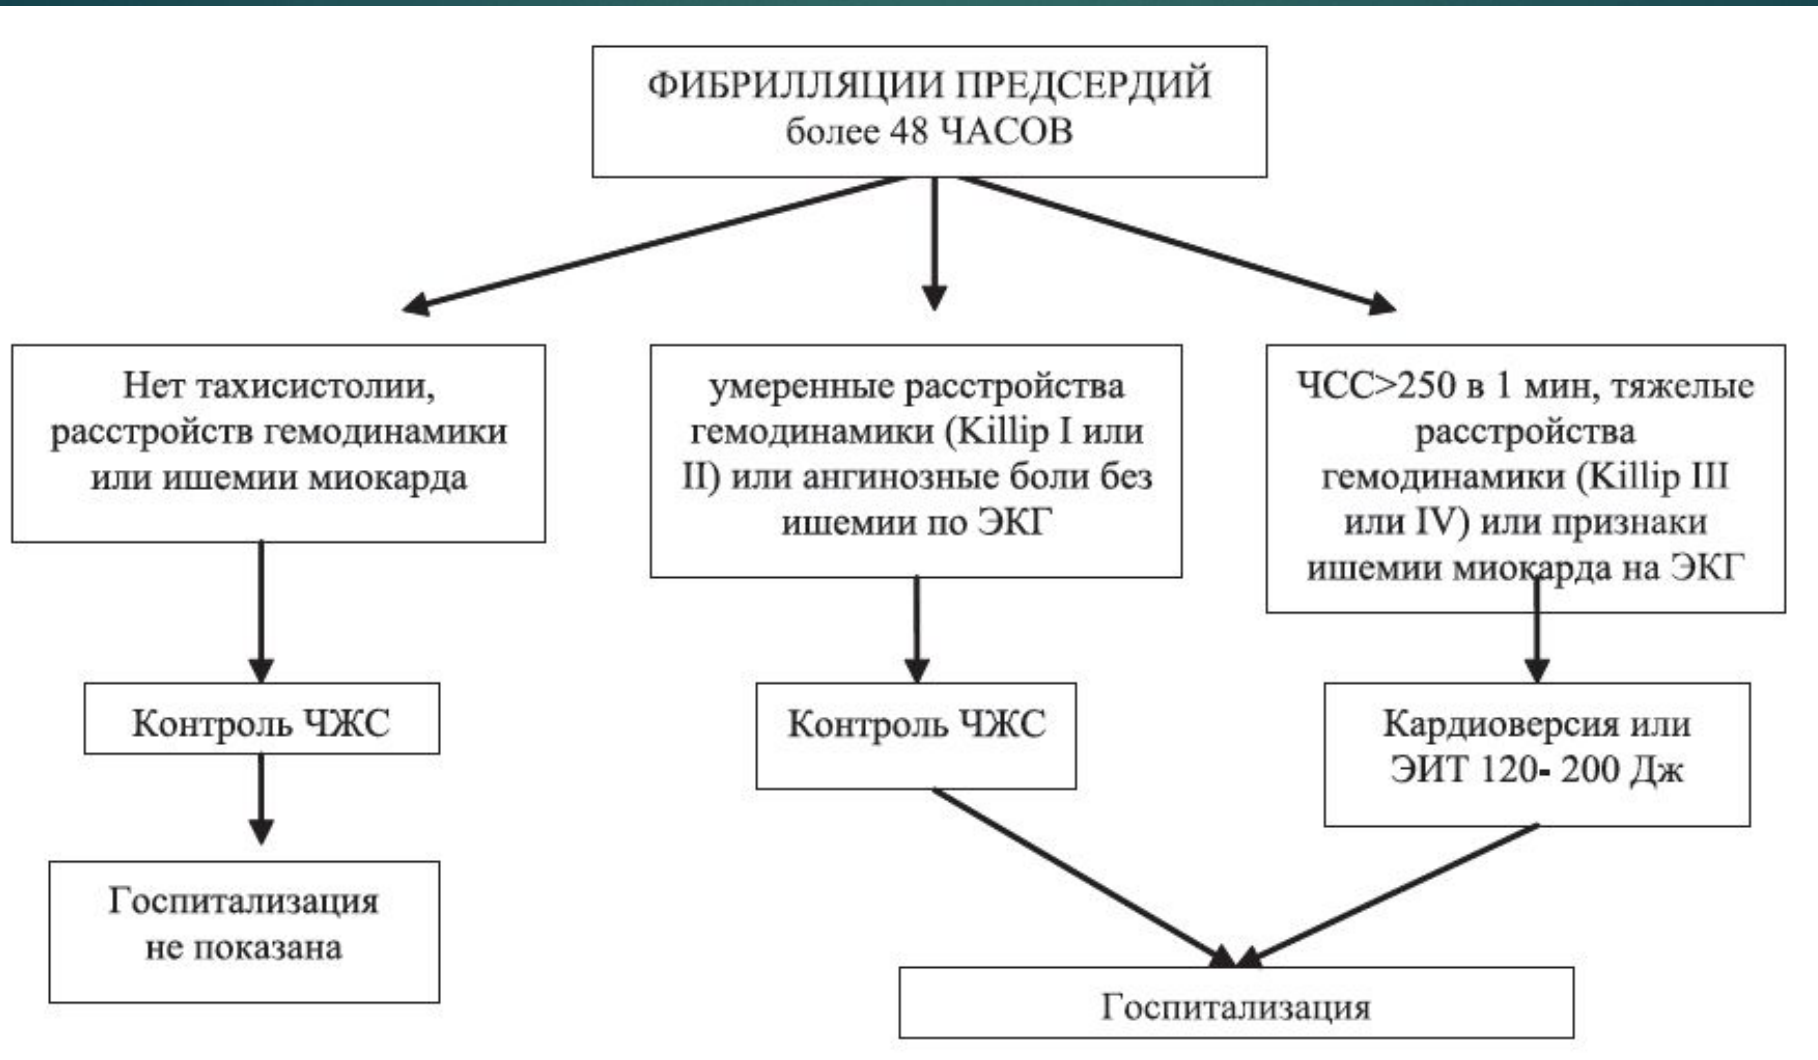 ФИБРИЛЛЯЦИИ ПРЕДСЕРДИЙ
более 48 ЧАСОВ
Нет тахисистолии,
расстройств гемодинамики
или ишемии миокарда
умеренные расстройства
гемодинамики (Killip I или
II) или ангинозные боли без
ишемии по ЭКГ
ЧСС>250 в 1 мин, тяжелые
расстройства
гемодинамики (Killip III
или IV) или признаки
ишемии миокарда на ЭКГ
Контроль ЧЖС
Контроль ЧЖС
Кардиоверсия или
ЭИТ 120- 200 Дж
Госпитализация
не показана
Госпитализация